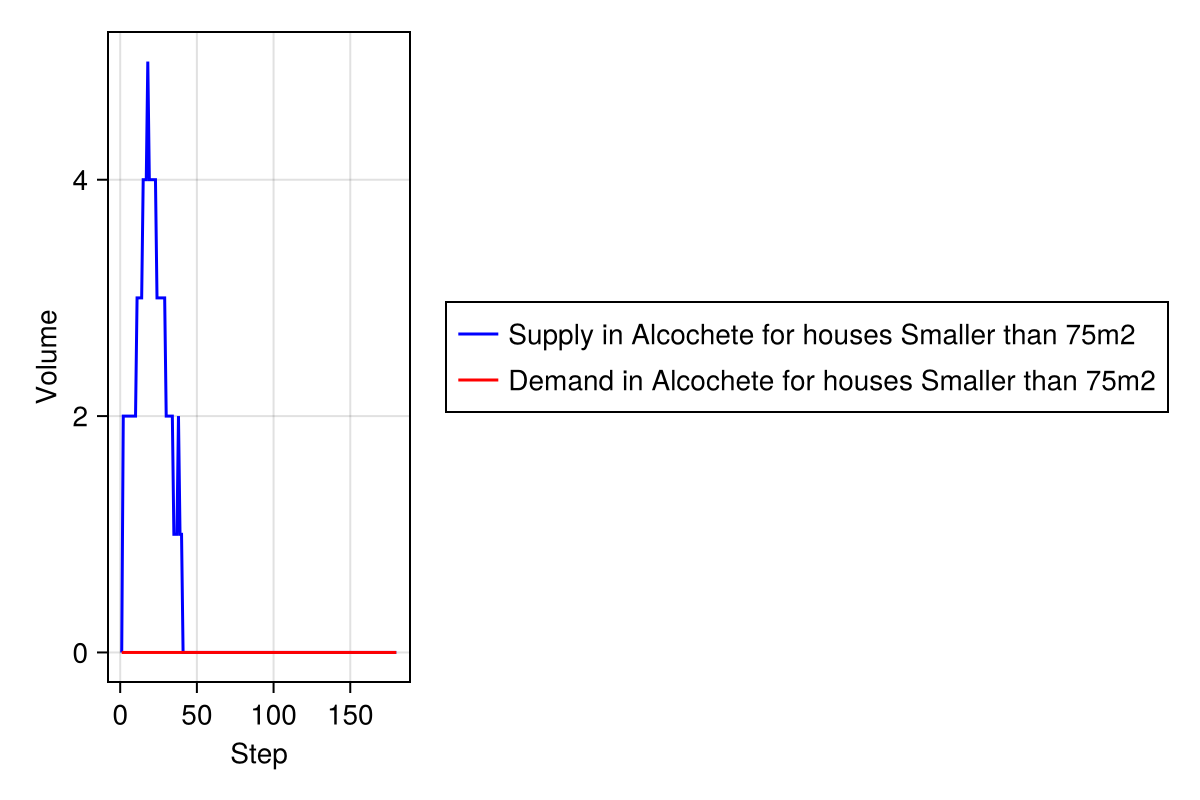 Volume
4
2
0
0 50 100 150
Step
Supply in Alcochete for houses Smaller than 75m2
Demand in Alcochete for houses Smaller than 75m2